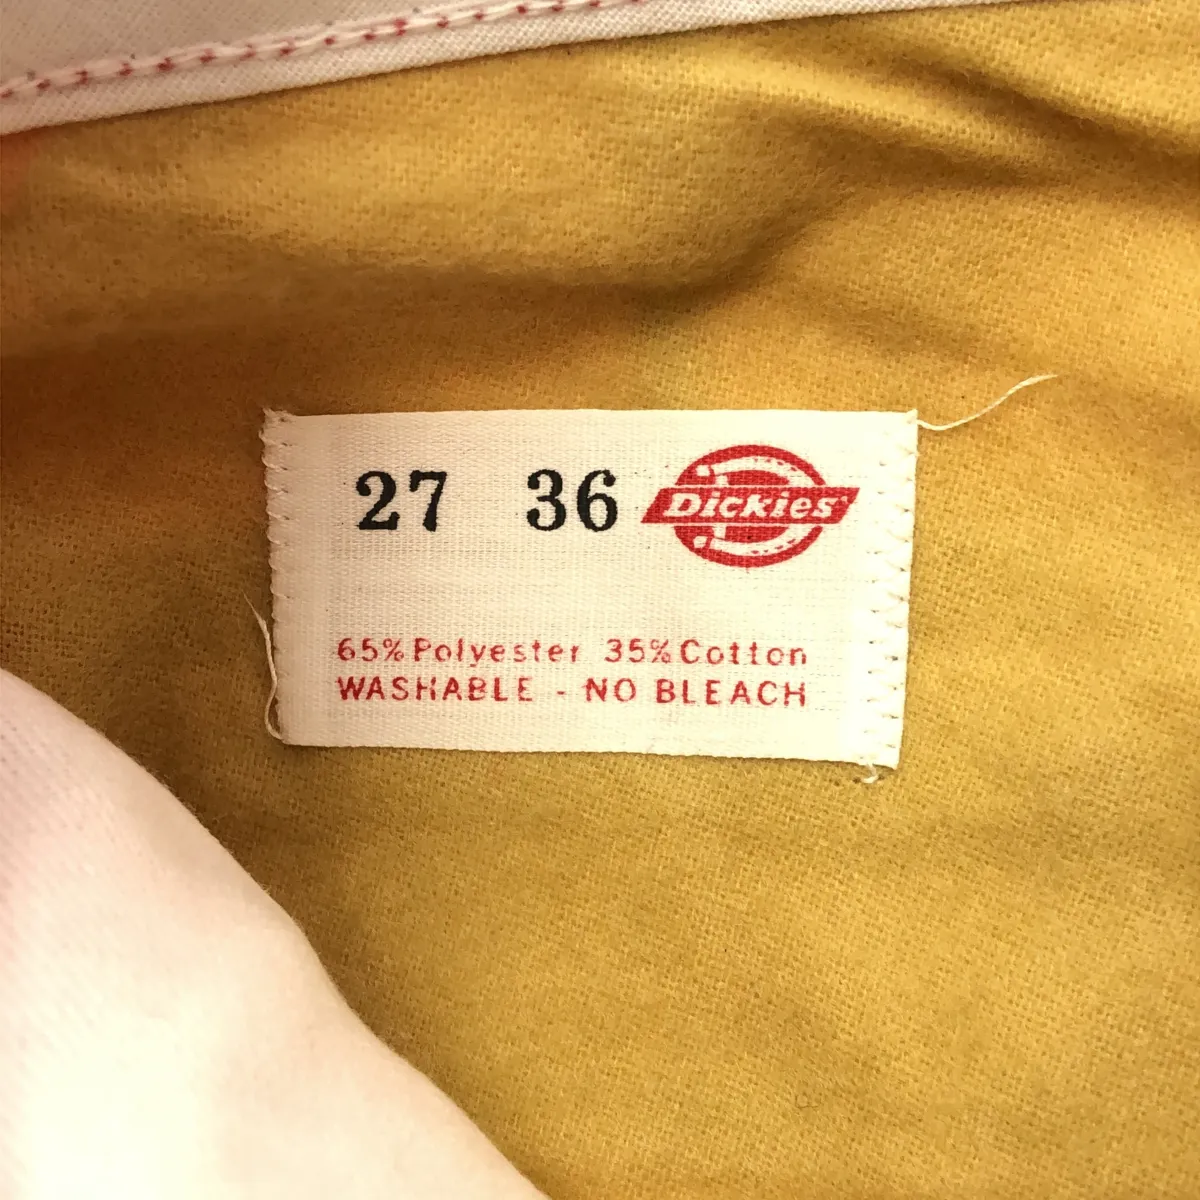 27 36 Dickies
65% Polyester 35% Cotton
WASHABLE - NO BLEACH